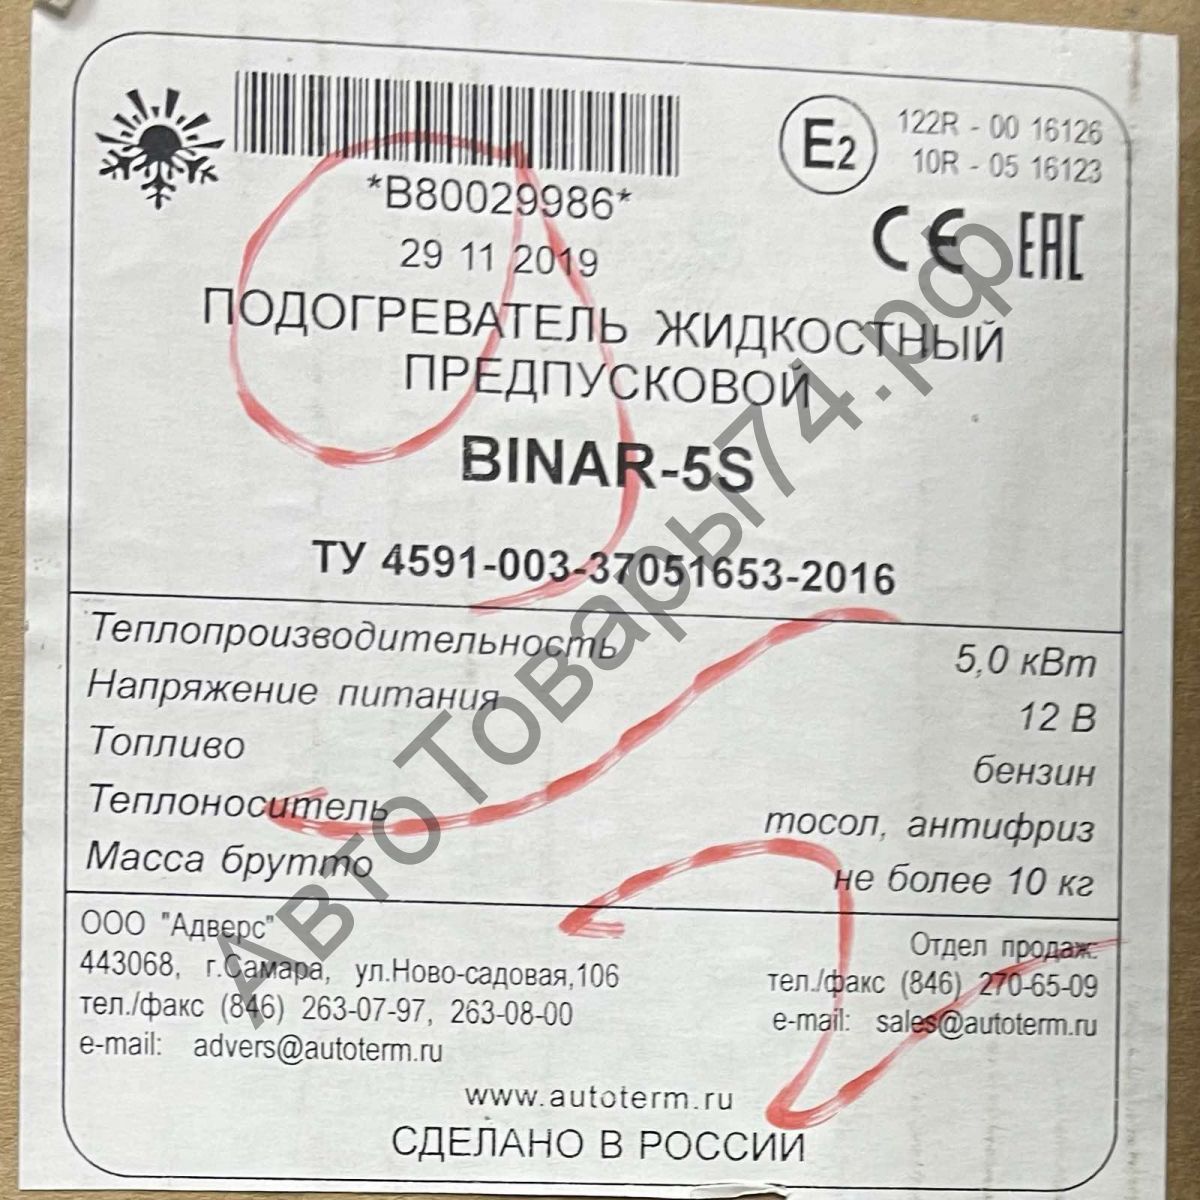 *B80029986*
29 11 2019
E2
122R - 00 16126
10R - 05 16123
CE EAC
ПОДОГРЕВАТЕЛЬ ЖИДКОСТНЫЙ
ПРЕДПУСКОВОЙ
BINAR-5S
ТУ 4591-003-37051653-2016
Теплопроизводительность 5,0 кВт
Напряжение питания 12 В
Топливо бензин
Теплоноситель тосол, антифриз
Масса брутто не более 10 кг
ООО "Адверс"
443068, г.Самара, ул.Ново-садовая,106
тел./факс (846) 263-07-97, 263-08-00
e-mail: advers@autoterm.ru
Отдел продаж:
тел./факс (846) 270-65-09
e-mail: sales@autoterm.ru
www.autoterm.ru
СДЕЛАНО В РОССИИ
АвтоТовары74.рф